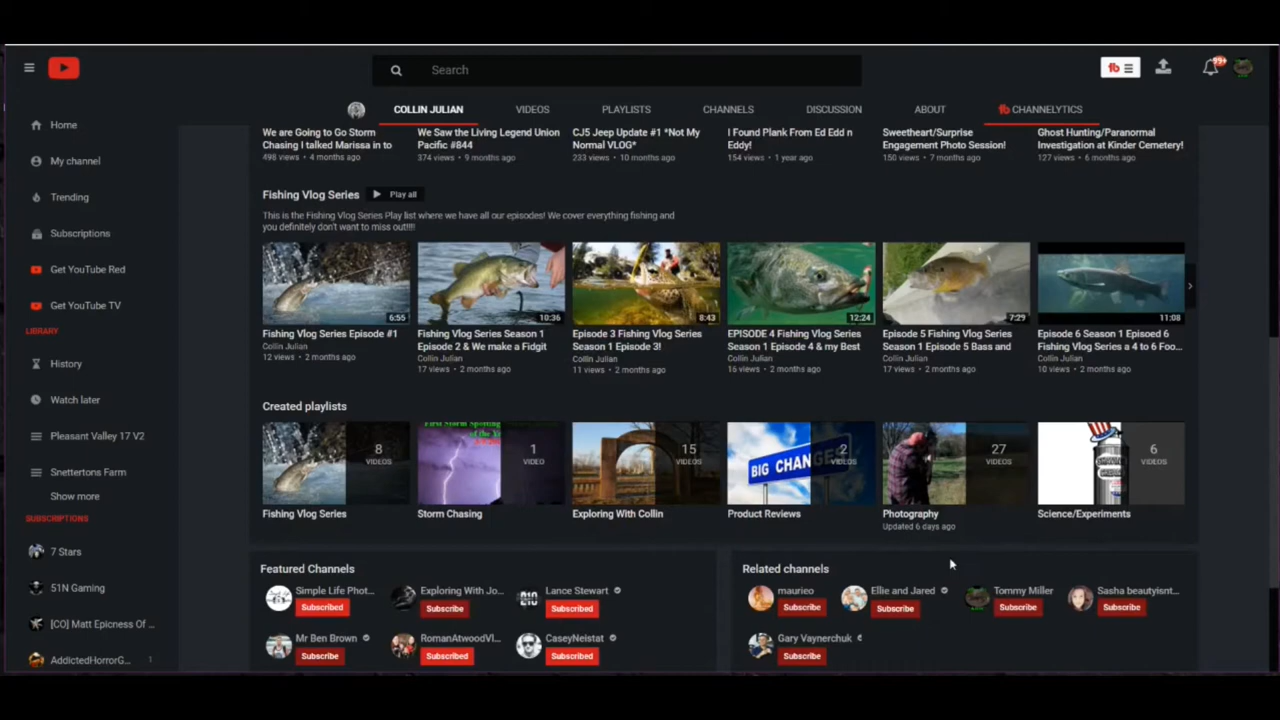 Search
tb
99+
COLLIN JULIAN VIDEOS PLAYLISTS CHANNELS DISCUSSION ABOUT tb CHANNELYTICS
Home
My channel
Trending
Subscriptions
Get YouTube Red
Get YouTube TV
LIBRARY
History
Watch later
Pleasant Valley 17 V2
Snettertons Farm
Show more
SUBSCRIPTIONS
7 Stars
51N Gaming
[CO] Matt Epicness Of ...
AddictedHorrorG... 1
We are Going to Go Storm
Chasing I talked Marissa in to
498 views • 4 months ago
We Saw the Living Legend Union
Pacific #844
374 views • 9 months ago
CJ5 Jeep Update #1 *Not My
Normal VLOG*
233 views • 10 months ago
I Found Plank From Ed Edd n
Eddy!
154 views • 1 year ago
Sweetheart/Surprise
Engagement Photo Session!
150 views • 7 months ago
Ghost Hunting/Paranormal
Investigation at Kinder Cemetery!
127 views • 6 months ago
Fishing Vlog Series Play all
This is the Fishing Vlog Series Play list where we have all our episodes! We cover everything fishing and
you definitely don't want to miss out!!!!
6:55
Fishing Vlog Series Episode #1
Collin Julian
12 views • 2 months ago
10:36
Fishing Vlog Series Season 1
Episode 2 & We make a Fidgit
Collin Julian
17 views • 2 months ago
8:43
Episode 3 Fishing Vlog Series
Season 1 Episode 3!
Collin Julian
11 views • 2 months ago
12:24
EPISODE 4 Fishing Vlog Series
Season 1 Episode 4 & my Best
Collin Julian
16 views • 2 months ago
7:29
Episode 5 Fishing Vlog Series
Season 1 Episode 5 Bass and
Collin Julian
17 views • 2 months ago
11:08
Episode 6 Season 1 Episoed 6
Fishing Vlog Series a 4 to 6 Foo...
Collin Julian
10 views • 2 months ago
Created playlists
8
VIDEOS
Fishing Vlog Series
First Storm Spotting
of the Ye
1
VIDEO
Storm Chasing
15
VIDEOS
Exploring With Collin
BIG CHANGES
2
VIDEOS
Product Reviews
27
VIDEOS
Photography
Updated 6 days ago
6
VIDEOS
Science/Experiments
Featured Channels
Simple Life Phot...
Subscribed
Exploring With Jo...
Subscribe
Lance Stewart
Subscribed
Mr Ben Brown
Subscribe
RomanAtwoodVl...
Subscribed
CaseyNeistat
Subscribed
Related channels
maurieo
Subscribe
Ellie and Jared
Subscribe
Tommy Miller
Subscribe
Sasha beautyisnt...
Subscribe
Gary Vaynerchuk
Subscribe